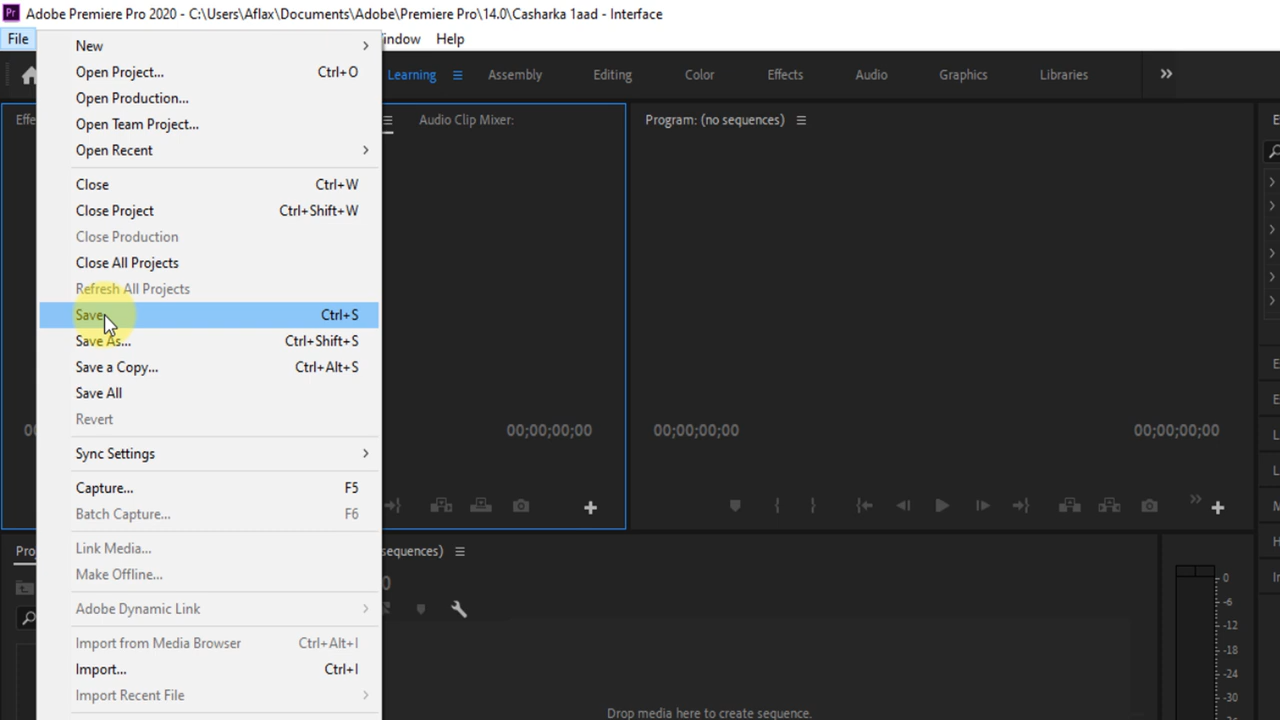 Pr Adobe Premiere Pro 2020 - C:\Users\Aflax\Documents\Adobe\Premiere Pro\14.0\Casharka 1aad - Interface
File Help
New
Open Project... Ctrl+O
Open Production...
Open Team Project...
Open Recent
Close Ctrl+W
Close Project Ctrl+Shift+W
Close Production
Close All Projects
Refresh All Projects
Save Ctrl+S
Save As... Ctrl+Shift+S
Save a Copy... Ctrl+Alt+S
Save All
Revert
Sync Settings
Capture... F5
Batch Capture... F6
Link Media...
Make Offline...
Adobe Dynamic Link
Import from Media Browser Ctrl+Alt+I
Import... Ctrl+I
Import Recent File
Learning Assembly Editing Color Effects Audio Graphics Libraries
Audio Clip Mixer:
Program: (no sequences)
00;00;00;00
00;00;00;00 00;00;00;00
sequences)
Drop media here to create sequence.
0
-6
-12
-18
-24
-30